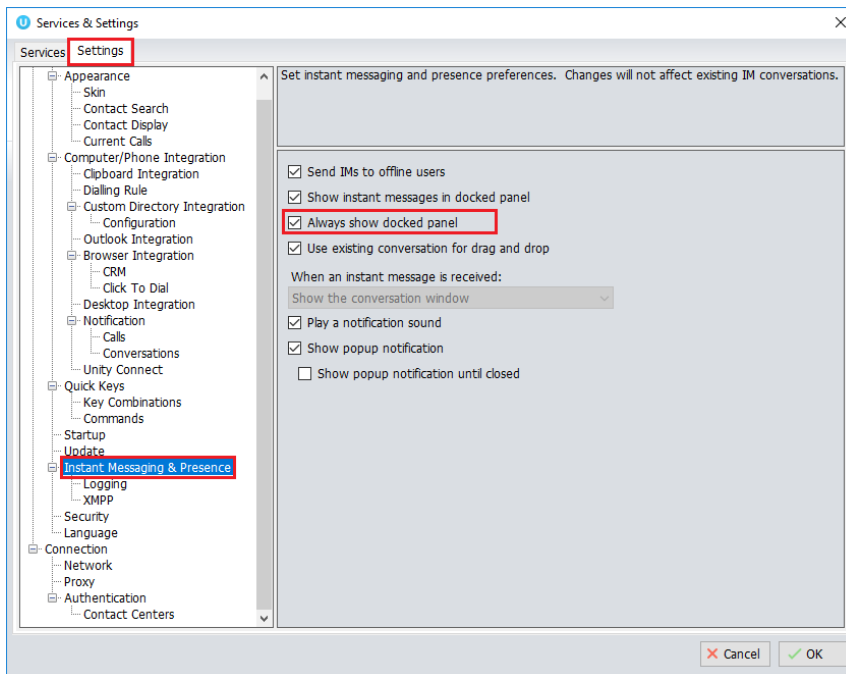 Services & Settings
Services
Settings
Appearance
Skin
Contact Search
Contact Display
Current Calls
Computer/Phone Integration
Clipboard Integration
Dialling Rule
Custom Directory Integration
Configuration
Outlook Integration
Browser Integration
CRM
Click To Dial
Desktop Integration
Notification
Calls
Conversations
Unity Connect
Quick Keys
Key Combinations
Commands
Startup
Update
Instant Messaging & Presence
Logging
XMPP
Security
Language
Connection
Network
Proxy
Authentication
Contact Centers
Set instant messaging and presence preferences. Changes will not affect existing IM conversations.
Send IMs to offline users
Show instant messages in docked panel
Always show docked panel
Use existing conversation for drag and drop
When an instant message is received:
Show the conversation window
Play a notification sound
Show popup notification
Show popup notification until closed
Cancel
OK